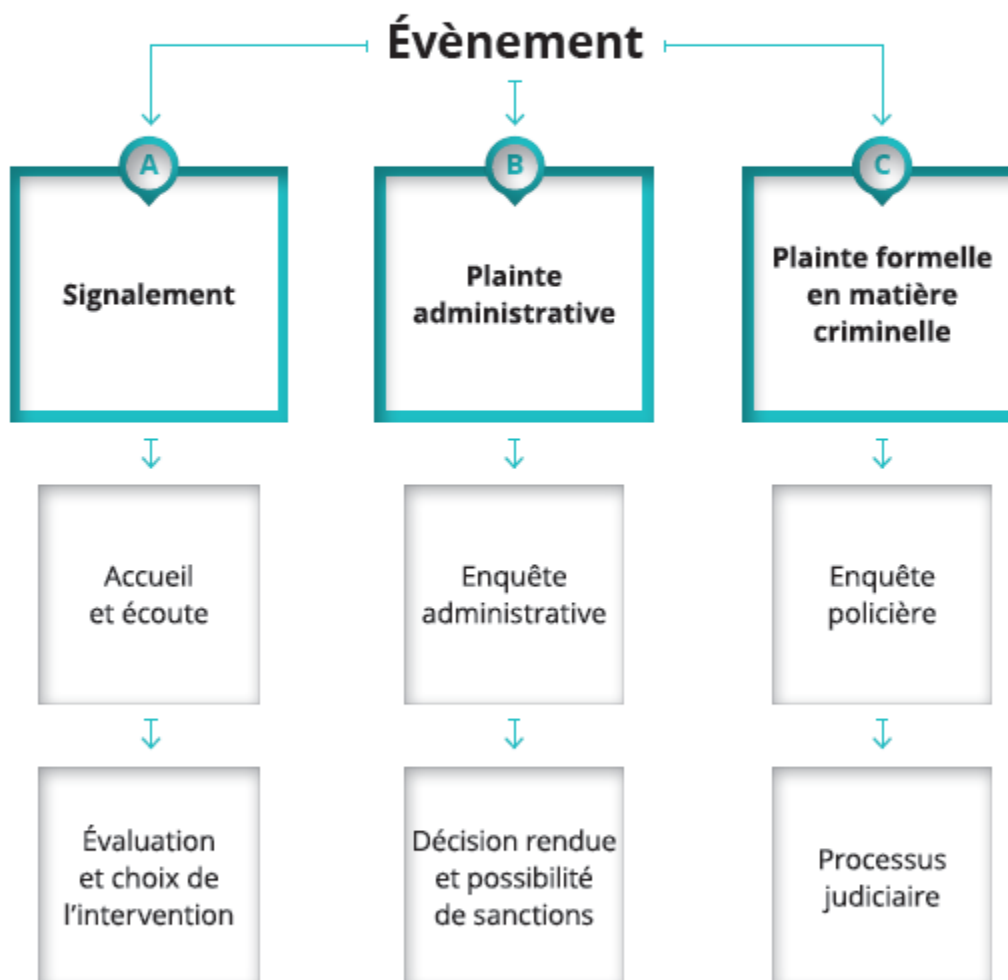 Évènement
A
Signalement
Accueil
et écoute
Évaluation
et choix de
l'intervention
B
Plainte
administrative
Enquête
administrative
Décision rendue
et possibilité
de sanctions
C
Plainte formelle
en matière
criminelle
Enquête
policière
Processus
judiciaire